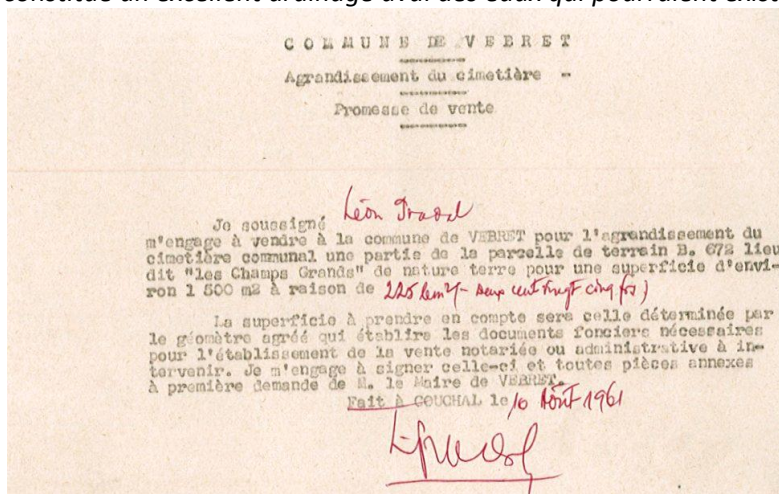 constitue un excellent drainage aval des eaux qui pourraient exist
COMMUNE DE VEBRET
Agrandissement du cimetière -
Promesse de vente
Je soussigné Léon
m'engage à vendre à la commune de VEBRET pour l'agrandissement du
cimetière communal une partie de la parcelle de terrain B. 672 lieu
dit "les Champs Grands" de nature terre pour une superficie d'envi-
ron 1 500 m2 à raison de 225 le m2 - deux cent vingt cinq
La superficie à prendre en compte sera celle déterminée par
le géomètre agréé qui établira les documents fonciers nécessaires
pour l'établissement de la vente notariée ou administrative à in-
tervenir. Je m'engage à signer celle-ci et toutes pièces annexes
à première demande de M. le Maire de VEBRET.
Fait à COUCHAL le 10 Août 1961